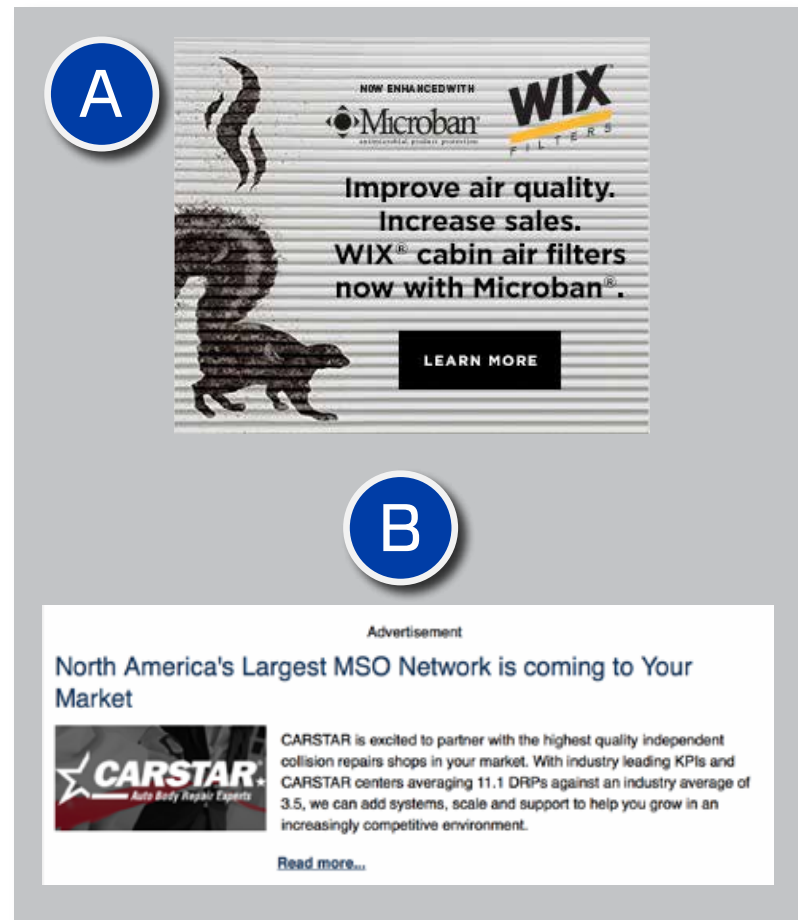 A
NOW ENHANCED WITH
Microban®
antimicrobial product protection
WIX
FILTERS
Improve air quality.
Increase sales.
WIX® cabin air filters
now with Microban®.
LEARN MORE
B
Advertisement
North America's Largest MSO Network is coming to Your
Market
CARSTAR®
Auto Body Repair Experts
CARSTAR is excited to partner with the highest quality independent
collision repairs shops in your market. With industry leading KPIs and
CARSTAR centers averaging 11.1 DRPs against an industry average of
3.5, we can add systems, scale and support to help you grow in an
increasingly competitive environment.
Read more...